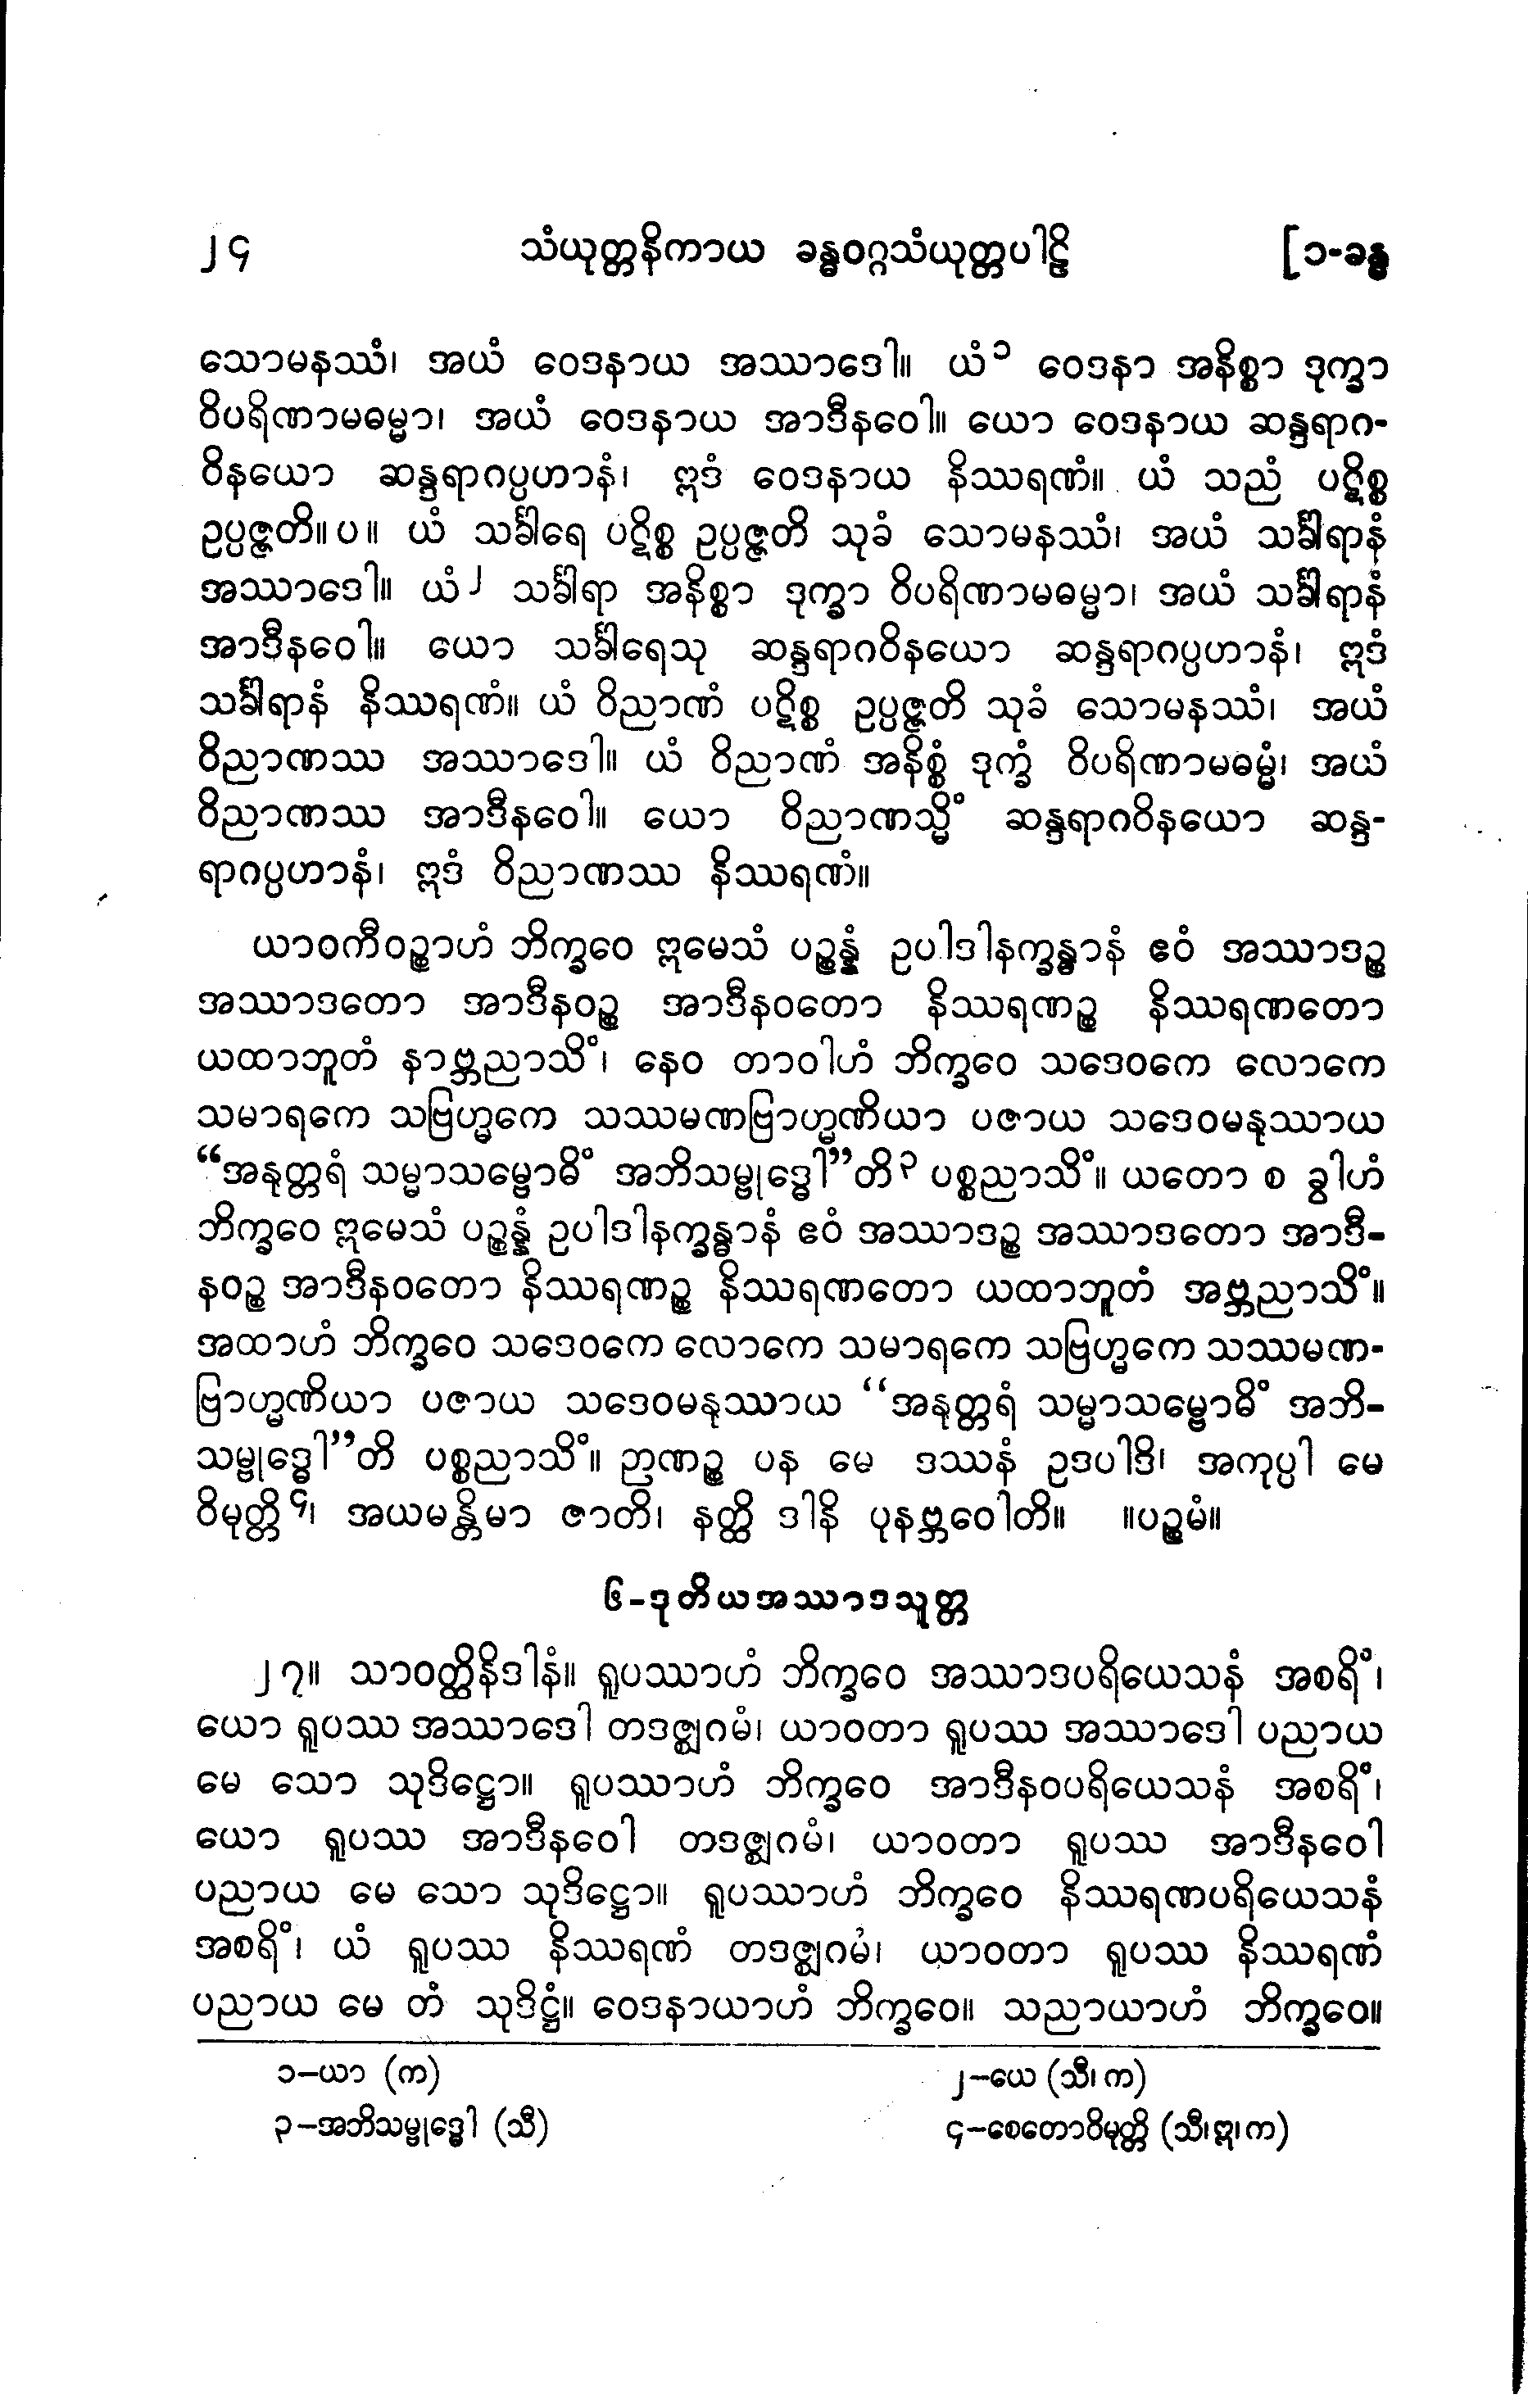 ၂၄ သံယုတ္တနိကာယ ခန္ဓဝဂ္ဂသံယုတ္တပါဠိ [၁-ခန္ဓ
သောမနဿံ၊ အယံ ဝေဒနာယ အဿာဒေါ။ ယံ၁ ဝေဒနာ အနိစ္စာ ဒုက္ခာ
ဝိပရိဏာမဓမ္မာ၊ အယံ ဝေဒနာယ အာဒီနဝေါ။ ယော ဝေဒနာယ ဆန္ဒရာဂ-
ဝိနယော ဆန္ဒရာဂပ္ပဟာနံ၊ ဣဒံ ဝေဒနာယ နိဿရဏံ။ ယံ သညံ ပဋိစ္စ
ဥပ္ပဇ္ဇတိ။ပ။ ယံ သင်္ခါရေ ပဋိစ္စ ဥပ္ပဇ္ဇတိ သုခံ သောမနဿံ၊ အယံ သင်္ခါရာနံ
အဿာဒေါ။ ယံ၂ သင်္ခါရာ အနိစ္စာ ဒုက္ခာ ဝိပရိဏာမဓမ္မာ၊ အယံ သင်္ခါရာနံ
အာဒီနဝေါ။ ယော သင်္ခါရေသု ဆန္ဒရာဂဝိနယော ဆန္ဒရာဂပ္ပဟာနံ၊ ဣဒံ
သင်္ခါရာနံ နိဿရဏံ။ ယံ ဝိညာဏံ ပဋိစ္စ ဥပ္ပဇ္ဇတိ သုခံ သောမနဿံ၊ အယံ
ဝိညာဏဿ အဿာဒေါ။ ယံ ဝိညာဏံ အနိစ္စံ ဒုက္ခံ ဝိပရိဏာမဓမ္မံ၊ အယံ
ဝိညာဏဿ အာဒီနဝေါ။ ယော ဝိညာဏသ္မိံ ဆန္ဒရာဂဝိနယော ဆန္ဒ-
ရာဂပ္ပဟာနံ၊ ဣဒံ ဝိညာဏဿ နိဿရဏံ။
ယာဝကီဝဉ္စာဟံ ဘိက္ခဝေ ဣမေသံ ပဉ္စန္နံ ဥပါဒါနက္ခန္ဓာနံ ဧဝံ အဿာဒဉ္စ
အဿာဒတော အာဒီနဝဉ္စ အာဒီနဝတော နိဿရဏဉ္စ နိဿရဏတော
ယထာဘူတံ နာဗ္ဘညာသိံ၊ နေဝ တာဝါဟံ ဘိက္ခဝေ သဒေဝကေ လောကေ
သမာရကေ သဗြဟ္မကေ သဿမဏဗြာဟ္မဏိယာ ပဇာယ သဒေဝမနုဿာယ
“အနုတ္တရံ သမ္မာသမ္ဗောဓိံ အဘိသမ္ဗုဒ္ဓေါ”တိ၃ ပစ္စညာသိံ။ ယတော စ ခွါဟံ
ဘိက္ခဝေ ဣမေသံ ပဉ္စန္နံ ဥပါဒါနက္ခန္ဓာနံ ဧဝံ အဿာဒဉ္စ အဿာဒတော အာဒီ-
နဝဉ္စ အာဒီနဝတော နိဿရဏဉ္စ နိဿရဏတော ယထာဘူတံ အဗ္ဘညာသိံ။
အထာဟံ ဘိက္ခဝေ သဒေဝကေ လောကေ သမာရကေ သဗြဟ္မကေ သဿမဏ-
ဗြာဟ္မဏိယာ ပဇာယ သဒေဝမနုဿာယ “အနုတ္တရံ သမ္မာသမ္ဗောဓိံ အဘိ-
သမ္ဗုဒ္ဓေါ”တိ ပစ္စညာသိံ။ ဉာဏဉ္စ ပန မေ ဒဿနံ ဥဒပါဒိ၊ အကုပ္ပါ မေ
ဝိမုတ္တိ၄၊ အယမန္တိမာ ဇာတိ၊ နတ္ထိ ဒါနိ ပုနဗ္ဘဝေါတိ။ ။ပဉ္စမံ။
၆-ဒုတိယအဿာဒသုတ္တ
၂၇။ သာဝတ္ထိနိဒါနံ။ ရူပဿာဟံ ဘိက္ခဝေ အဿာဒပရိယေသနံ အစရိံ၊
ယော ရူပဿ အဿာဒေါ တဒဇ္ဈဂမံ၊ ယာဝတာ ရူပဿ အဿာဒေါ ပညာယ
မေ သော သုဒိဋ္ဌော။ ရူပဿာဟံ ဘိက္ခဝေ အာဒီနဝပရိယေသနံ အစရိံ၊
ယော ရူပဿ အာဒီနဝေါ တဒဇ္ဈဂမံ၊ ယာဝတာ ရူပဿ အာဒီနဝေါ
ပညာယ မေ သော သုဒိဋ္ဌော။ ရူပဿာဟံ ဘိက္ခဝေ နိဿရဏပရိယေသနံ
အစရိံ၊ ယံ ရူပဿ နိဿရဏံ တဒဇ္ဈဂမံ၊ ယာဝတာ ရူပဿ နိဿရဏံ
ပညာယ မေ တံ သုဒိဋ္ဌံ။ ဝေဒနာယာဟံ ဘိက္ခဝေ။ သညာယာဟံ ဘိက္ခဝေ။
၁–ယာ (က) ၂–ယေ (သီ၊ က)
၃–အဘိသမ္ဗုဒ္ဓေါ (သီ) ၄–စေတောဝိမုတ္တိ (သီ၊ဣ၊က)